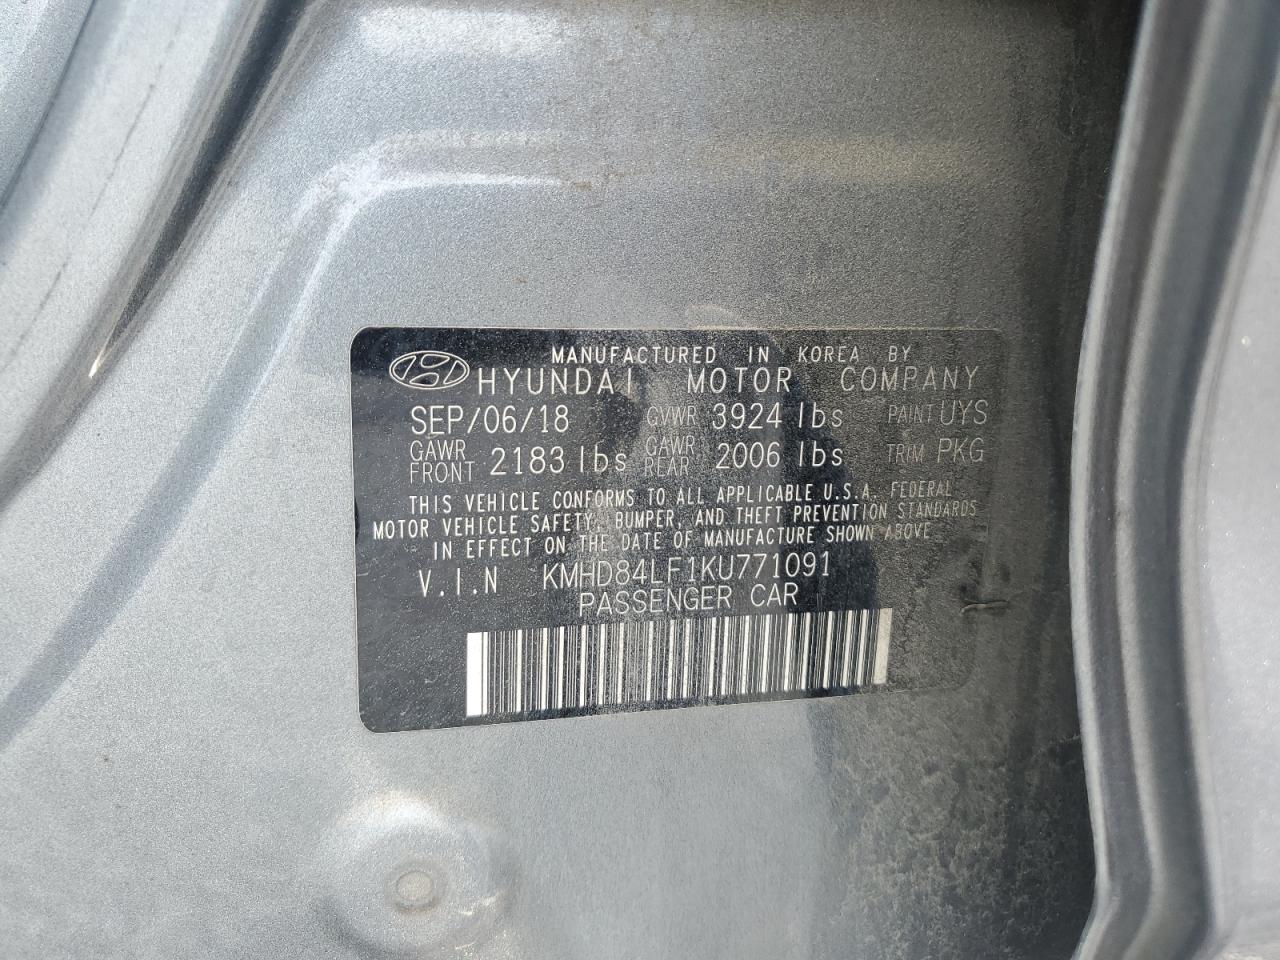 MANUFACTURED IN KOREA BY
HYUNDAI MOTOR COMPANY
SEP/06/18 GVWR 3924 lbs PAINT UYS
GAWR FRONT 2183 lbs GAWR REAR 2006 lbs TRIM PKG
THIS VEHICLE CONFORMS TO ALL APPLICABLE U.S.A. FEDERAL
MOTOR VEHICLE SAFETY, BUMPER, AND THEFT PREVENTION STANDARDS
IN EFFECT ON THE DATE OF MANUFACTURE SHOWN ABOVE
V.I.N KMHD84LF1KU771091
PASSENGER CAR